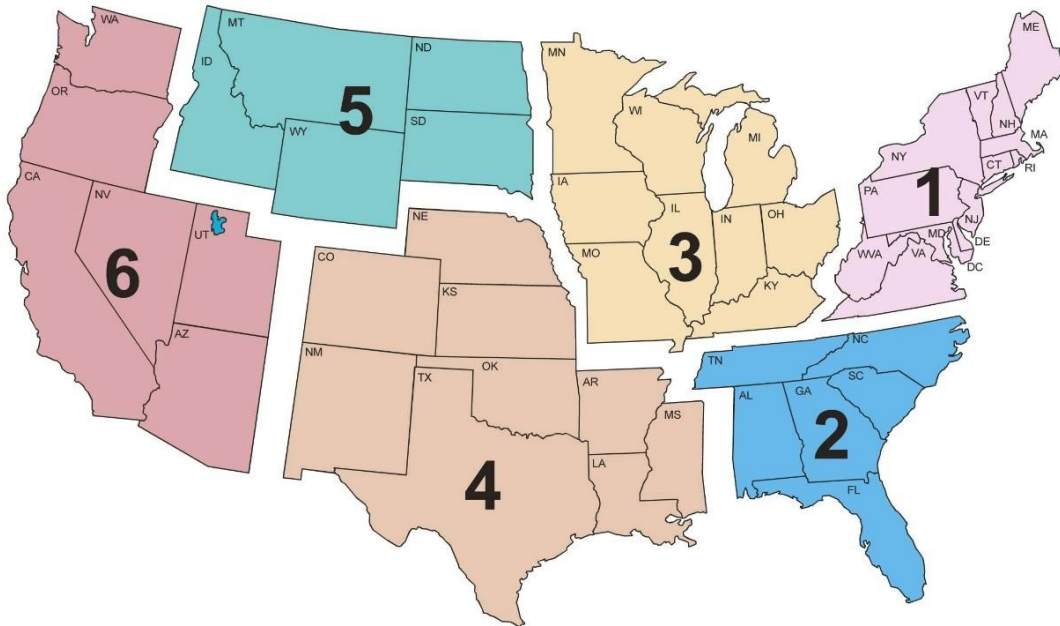 WA
OR
CA
NV
UT
AZ
6
ID
MT
WY
ND
SD
5
NE
CO
KS
NM
TX
OK
AR
LA
MS
4
MN
WI
MI
IA
IL
IN
OH
MO
KY
3
ME
VT
NH
MA
NY
CT
RI
PA
NJ
MD
DE
WVA
VA
DC
1
TN
NC
AL
GA
SC
FL
2